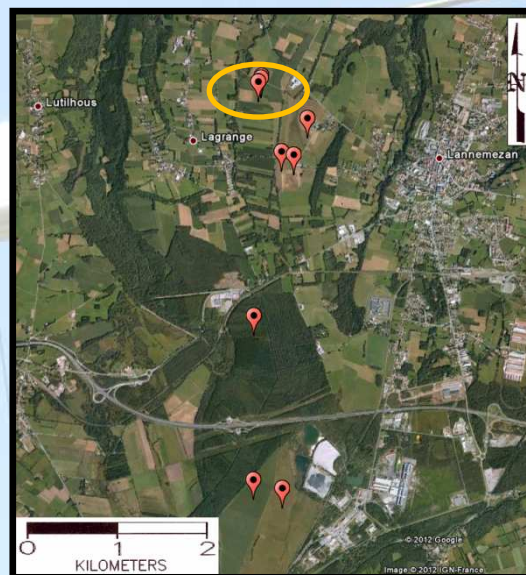 N
Lutilhous
Lagrange
Lannemezan
0 1 2
KILOMETERS
© 2012 Google
Image © 2012 IGN-France